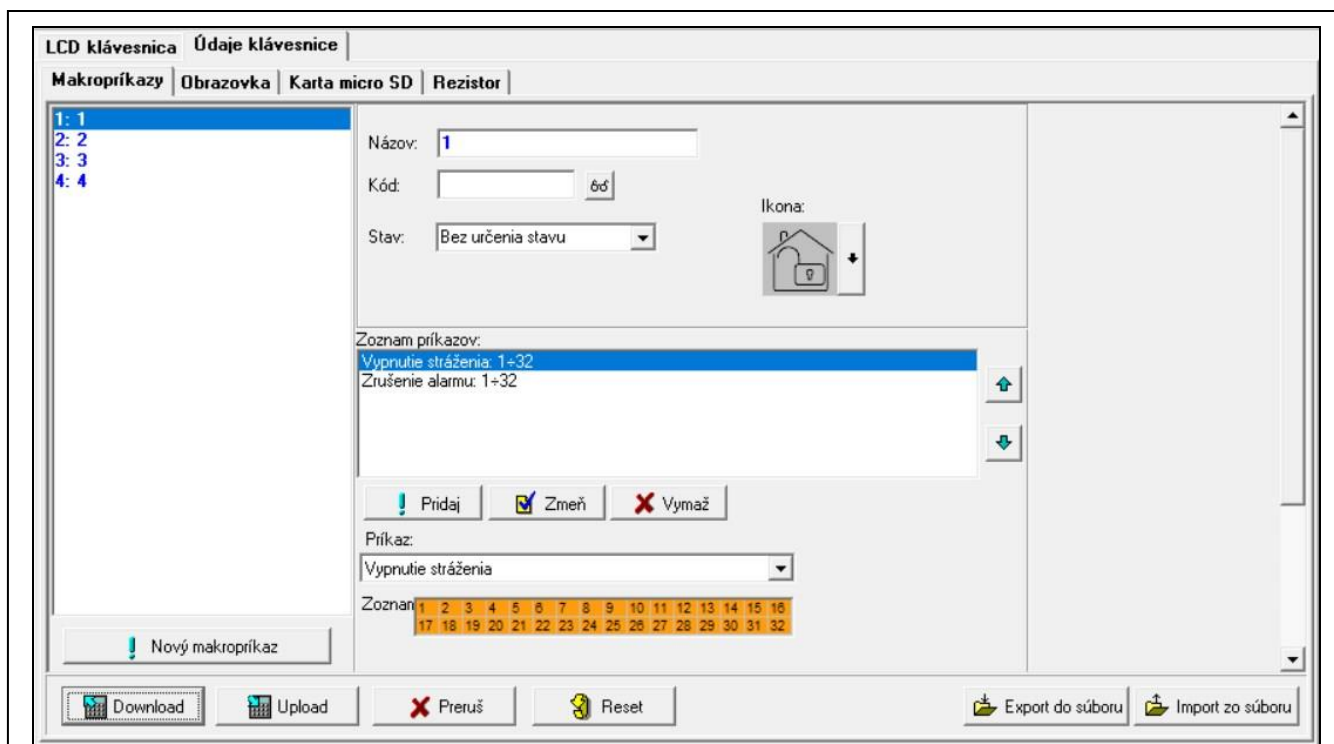 LCD klávesnica Údaje klávesnice
Makropríkazy Obrazovka Karta micro SD Rezistor
1: 1
2: 2
3: 3
4: 4
Názov: 1
Kód:
Stav: Bez určenia stavu
Ikona:
Zoznam príkazov:
Vypnutie stráženia: 1÷32
Zrušenie alarmu: 1÷32
Pridaj Zmeň Vymaž
Príkaz:
Vypnutie stráženia
Zoznam
1 2 3 4 5 6 7 8 9 10 11 12 13 14 15 16
17 18 19 20 21 22 23 24 25 26 27 28 29 30 31 32
Nový makropríkaz
Download Upload Preruš Reset Export do súboru Import zo súboru